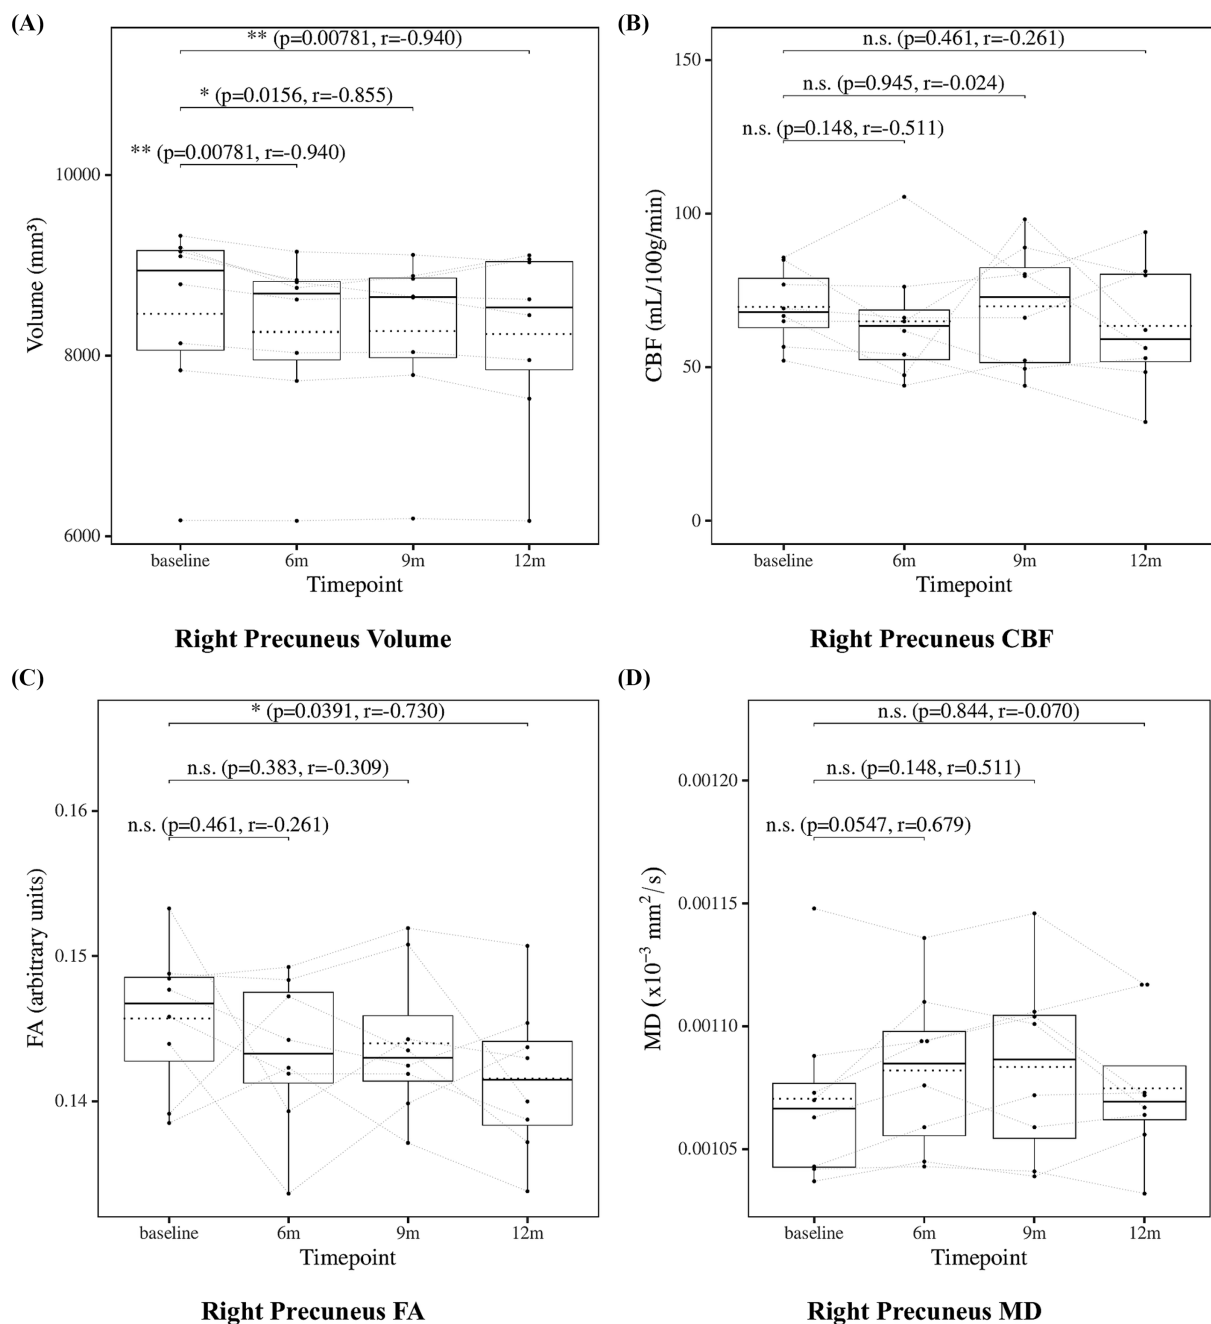 (A)
** (p=0.00781, r=-0.940)
* (p=0.0156, r=-0.855)
** (p=0.00781, r=-0.940)
10000
8000
6000
Volume (mm³)
baseline 6m 9m 12m
Timepoint
Right Precuneus Volume
(B)
n.s. (p=0.461, r=-0.261)
n.s. (p=0.945, r=-0.024)
n.s. (p=0.148, r=-0.511)
150
100
50
0
CBF (mL/100g/min)
baseline 6m 9m 12m
Timepoint
Right Precuneus CBF
(C)
* (p=0.0391, r=-0.730)
n.s. (p=0.383, r=-0.309)
n.s. (p=0.461, r=-0.261)
0.16
0.15
0.14
FA (arbitrary units)
baseline 6m 9m 12m
Timepoint
Right Precuneus FA
(D)
n.s. (p=0.844, r=-0.070)
n.s. (p=0.148, r=0.511)
n.s. (p=0.0547, r=0.679)
0.00120
0.00115
0.00110
0.00105
MD (x10⁻³ mm²/s)
baseline 6m 9m 12m
Timepoint
Right Precuneus MD